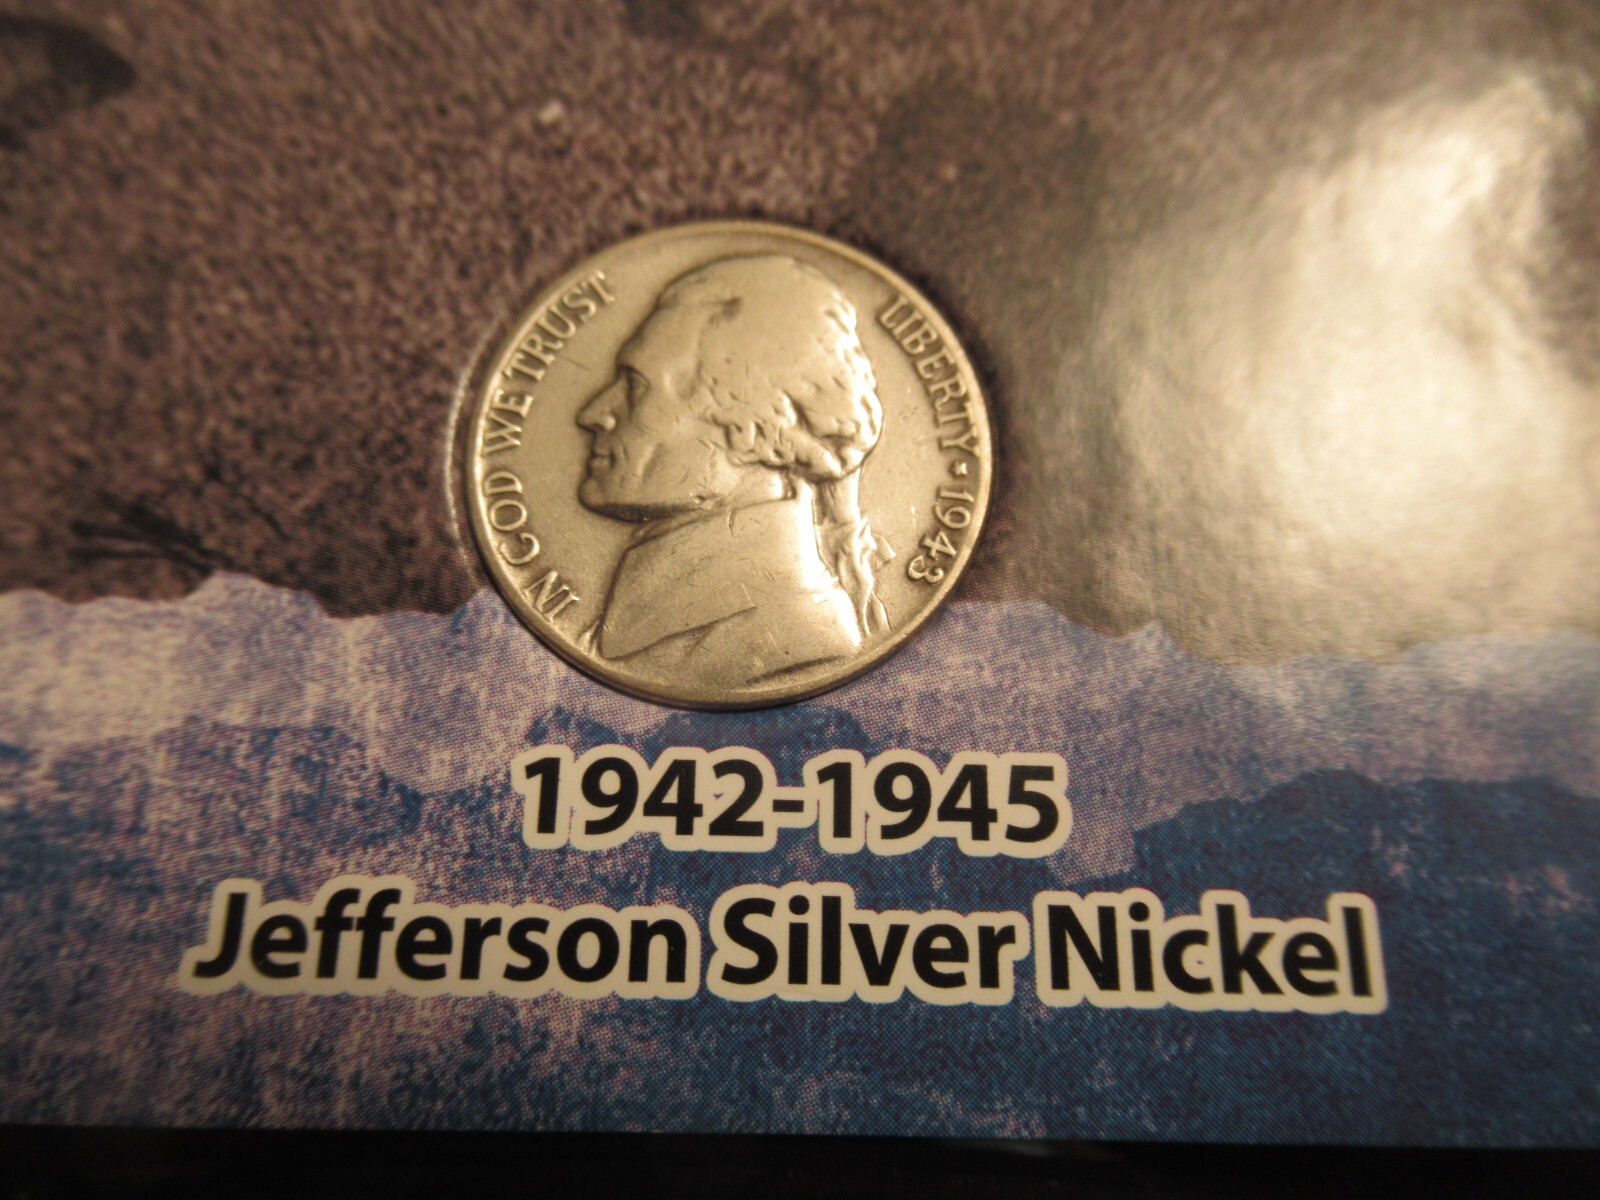 IN GOD WE TRUST
LIBERTY * 1943
1942-1945
Jefferson Silver Nickel